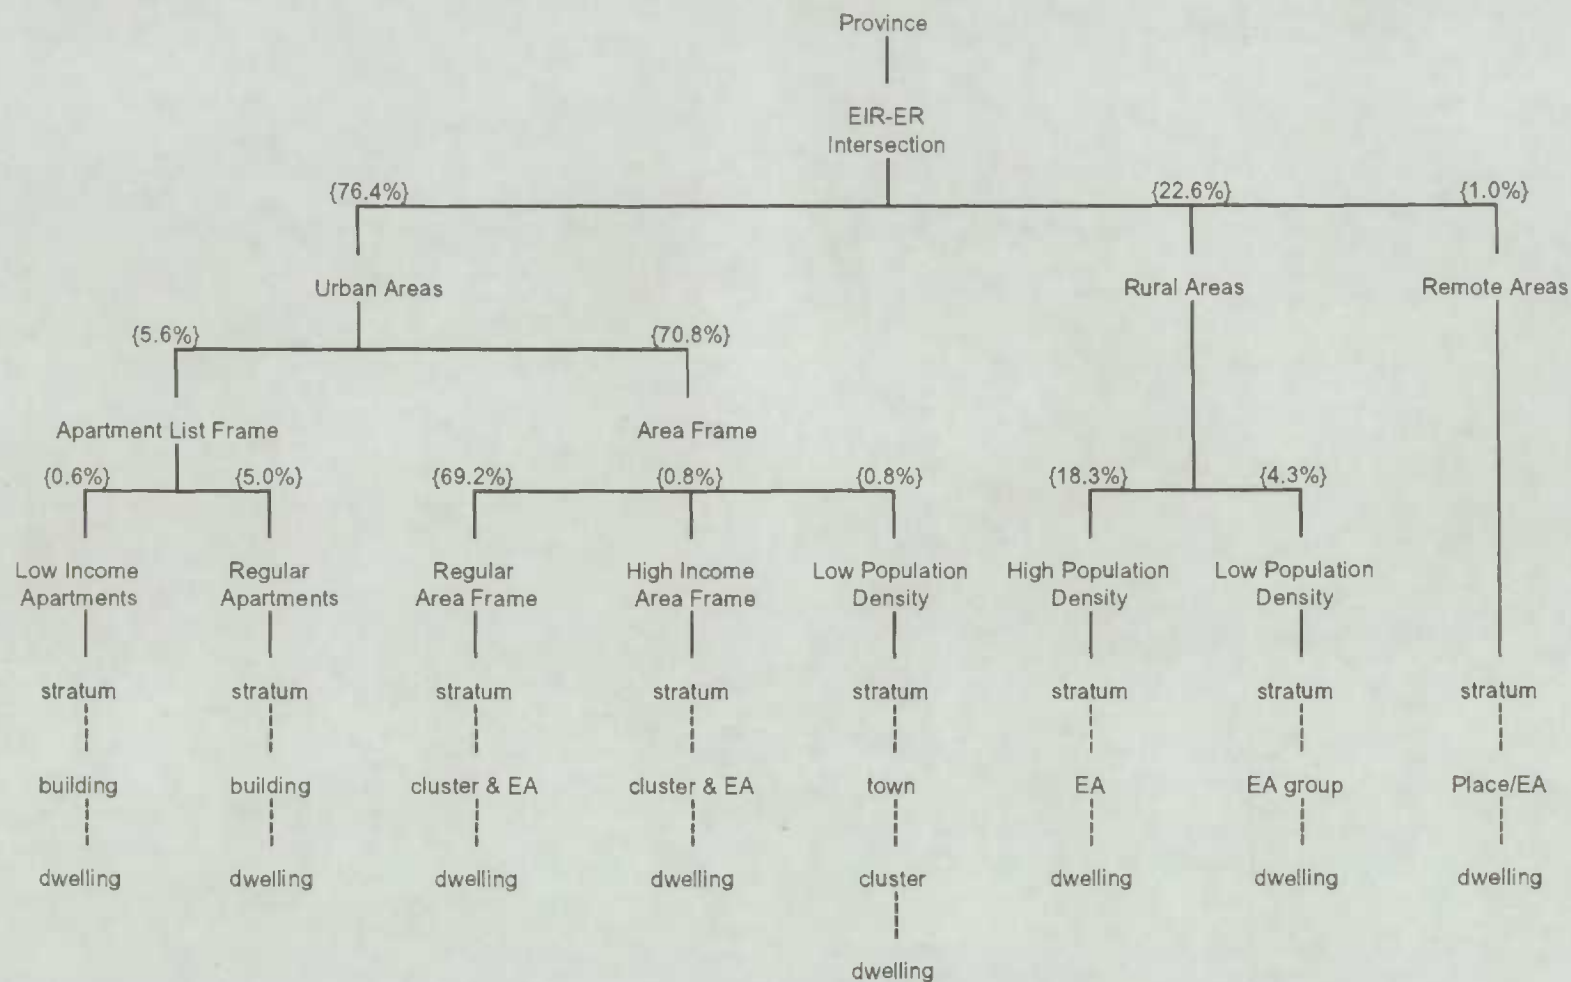 Province
EIR-ER
Intersection
{76.4%} {22.6%} {1.0%}
Urban Areas Rural Areas Remote Areas
{5.6%} {70.8%}
Apartment List Frame Area Frame
{0.6%} {5.0%} {69.2%} {0.8%} {0.8%} {18.3%} {4.3%}
Low Income Regular Regular High Income Low Population High Population Low Population
Apartments Apartments Area Frame Area Frame Density Density Density
stratum stratum stratum stratum stratum stratum stratum stratum
building building cluster & EA cluster & EA town EA EA group Place/EA
dwelling dwelling dwelling dwelling cluster dwelling dwelling dwelling
dwelling